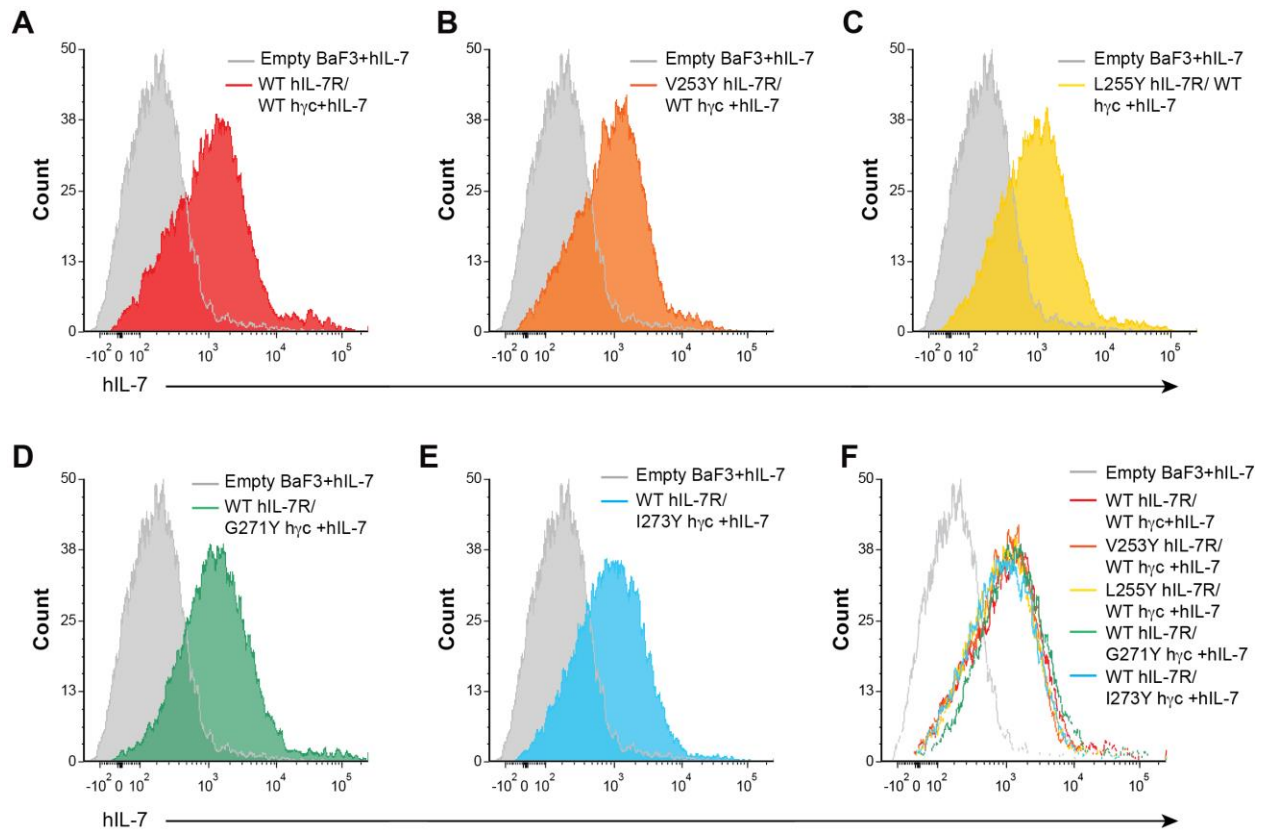 A
Empty BaF3+hIL-7
WT hIL-7R/
WT hγc+hIL-7
Count
50
38
25
13
0
-10² 0 10² 10³ 10⁴ 10⁵
B
Empty BaF3+hIL-7
V253Y hIL-7R/
WT hγc +hIL-7
Count
50
38
25
13
0
-10² 0 10² 10³ 10⁴ 10⁵
C
Empty BaF3+hIL-7
L255Y hIL-7R/ WT
hγc +hIL-7
Count
50
38
25
13
0
-10² 0 10² 10³ 10⁴ 10⁵
hIL-7
D
Empty BaF3+hIL-7
WT hIL-7R/
G271Y hγc +hIL-7
Count
50
38
25
13
0
-10² 0 10² 10³ 10⁴ 10⁵
E
Empty BaF3+hIL-7
WT hIL-7R/
I273Y hγc +hIL-7
Count
50
38
25
13
0
-10² 0 10² 10³ 10⁴ 10⁵
F
Empty BaF3+hIL-7
WT hIL-7R/
WT hγc+hIL-7
V253Y hIL-7R/
WT hγc +hIL-7
L255Y hIL-7R/
WT hγc +hIL-7
WT hIL-7R/
G271Y hγc +hIL-7
WT hIL-7R/
I273Y hγc +hIL-7
Count
50
38
25
13
0
-10² 0 10² 10³ 10⁴ 10⁵
hIL-7